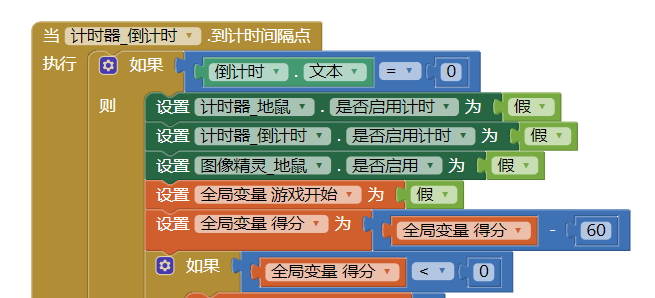 当 计时器_倒计时 .到计时间隔点
执行 如果 倒计时 . 文本 = 0
则 设置 计时器_地鼠 . 是否启用计时 为 假
设置 计时器_倒计时 . 是否启用计时 为 假
设置 图像精灵_地鼠 . 是否启用 为 假
设置 全局变量 游戏开始 为 假
设置 全局变量 得分 为 全局变量 得分 - 60
如果 全局变量 得分 < 0